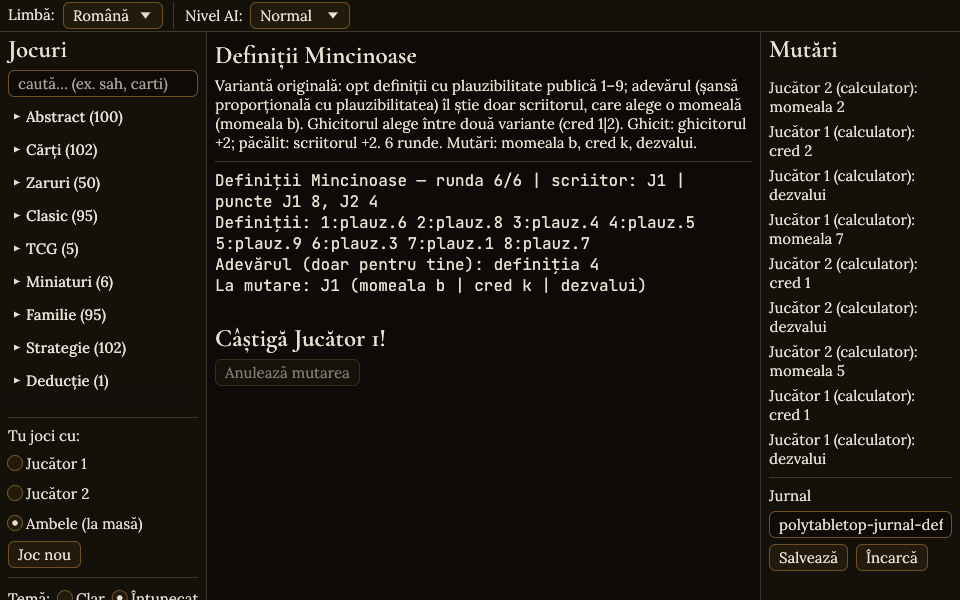 Limbă: Română ▼ Nivel AI: Normal ▼
Jocuri
caută... (ex. sah, carti)
▸ Abstract (100)
▸ Cărți (102)
▸ Zaruri (50)
▸ Clasic (95)
▸ TCG (5)
▸ Miniaturi (6)
▸ Familie (95)
▸ Strategie (102)
▸ Deducție (1)
Tu joci cu:
Jucător 1
Jucător 2
Ambele (la masă)
Joc nou
Temă: Clar Întunecat
Definiții Mincinoase
Variantă originală: opt definiții cu plauzibilitate publică 1–9; adevărul (șansă
proporțională cu plauzibilitatea) îl știe doar scriitorul, care alege o momeală
(momeala b). Ghicitorul alege între două variante (cred 1|2). Ghicit: ghicitorul
+2; păcălit: scriitorul +2. 6 runde. Mutări: momeala b, cred k, dezvalui.
Definiții Mincinoase — runda 6/6 | scriitor: J1 |
puncte J1 8, J2 4
Definiții: 1:plauz.6 2:plauz.8 3:plauz.4 4:plauz.5
5:plauz.9 6:plauz.3 7:plauz.1 8:plauz.7
Adevărul (doar pentru tine): definiția 4
La mutare: J1 (momeala b | cred k | dezvalui)
Câștigă Jucător 1!
Anulează mutarea
Mutări
Jucător 2 (calculator):
momeala 2
Jucător 1 (calculator):
cred 2
Jucător 1 (calculator):
dezvalui
Jucător 1 (calculator):
momeala 7
Jucător 2 (calculator):
cred 1
Jucător 2 (calculator):
dezvalui
Jucător 2 (calculator):
momeala 5
Jucător 1 (calculator):
cred 1
Jucător 1 (calculator):
dezvalui
Jurnal
polytabletop-jurnal-def
Salvează Încarcă